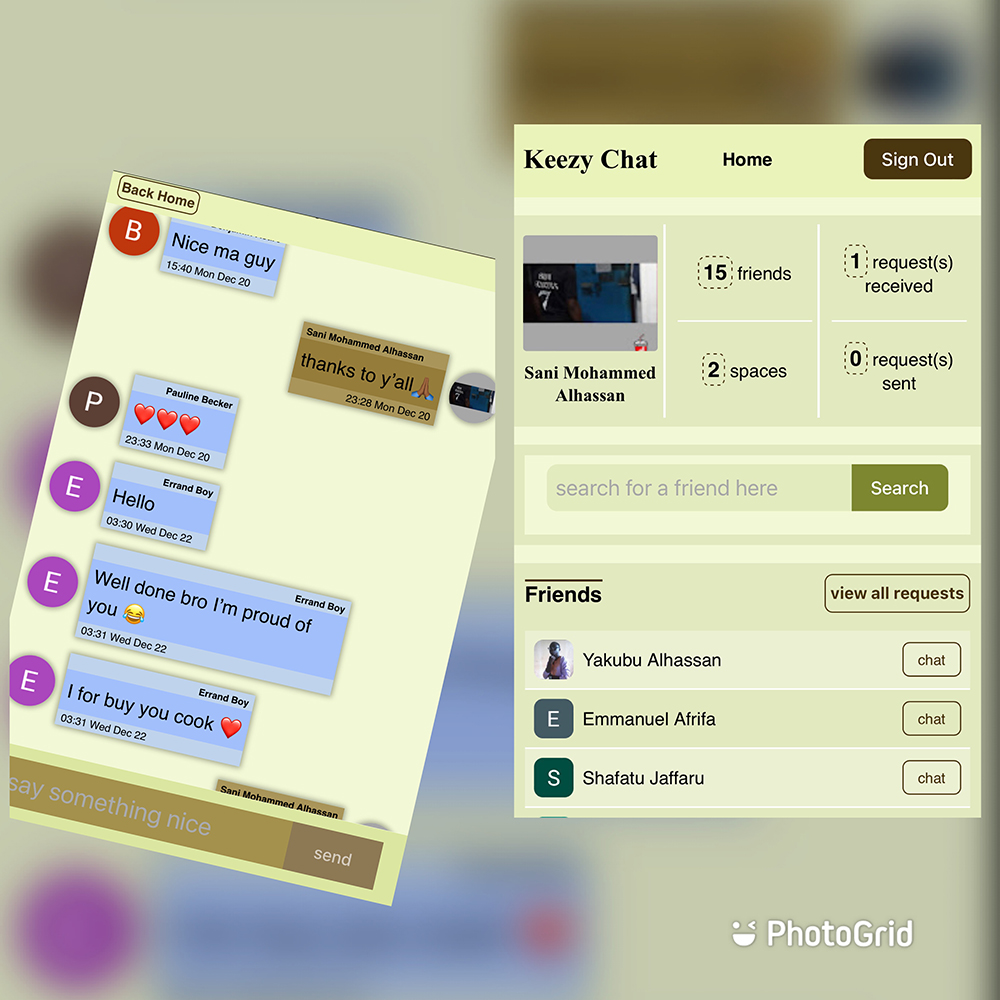 Back Home
B
Nice ma guy
15:40 Mon Dec 20
Sani Mohammed Alhassan
thanks to y'all🙏🏾
23:28 Mon Dec 20
P
Pauline Becker
❤️❤️❤️
23:33 Mon Dec 20
E
Errand Boy
Hello
03:30 Wed Dec 22
E
Errand Boy
Well done bro I'm proud of
you 😂
03:31 Wed Dec 22
E
Errand Boy
I for buy you cook ❤️
03:31 Wed Dec 22
Sani Mohammed Alhassan
say something nice
send
Keezy Chat
Home
Sign Out
7
Sani Mohammed
Alhassan
15 friends
1 request(s)
received
2 spaces
0 request(s)
sent
search for a friend here
Search
Friends
view all requests
Yakubu Alhassan
chat
E
Emmanuel Afrifa
chat
S
Shafatu Jaffaru
chat
PhotoGrid